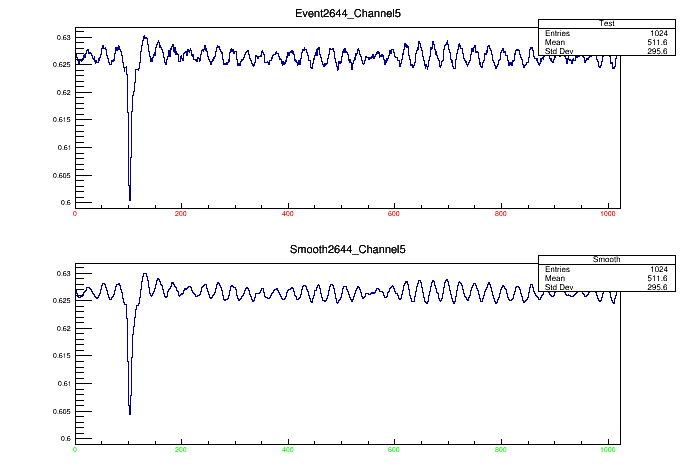 Event2644_Channel5
Test
Entries 1024
Mean 511.6
Std Dev 295.6
0.63
0.625
0.62
0.615
0.61
0.605
0.6
0 200 400 600 800 1000
Smooth2644_Channel5
Smooth
Entries 1024
Mean 511.6
Std Dev 295.6
0.63
0.625
0.62
0.615
0.61
0.605
0.6
0 200 400 600 800 1000